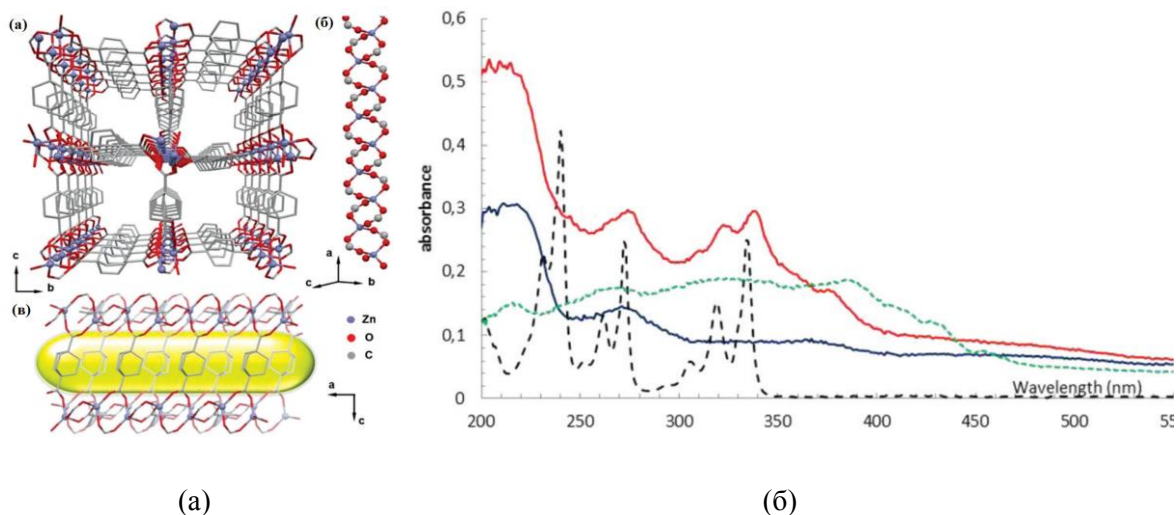 (а)
(б)
c
b
a
c
b
(в)
Zn
O
C
a
c
absorbance
0,6
0,5
0,4
0,3
0,2
0,1
0
Wavelength (nm)
200
250
300
350
400
450
500
55
(а)
(б)